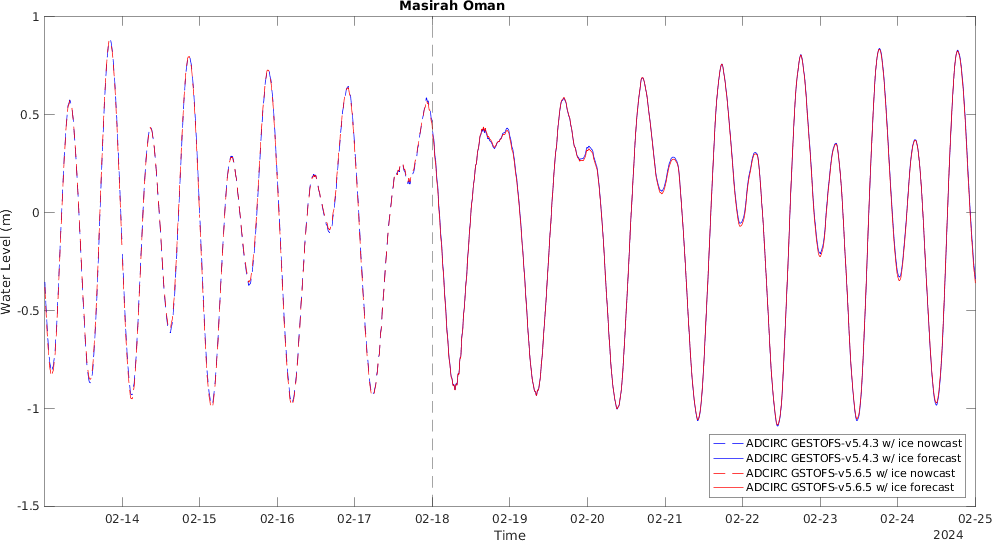 Masirah Oman
1
0.5
0
-0.5
-1
-1.5
Water Level (m)
ADCIRC GESTOFS-v5.4.3 w/ ice nowcast
ADCIRC GESTOFS-v5.4.3 w/ ice forecast
ADCIRC GSTOFS-v5.6.5 w/ ice nowcast
ADCIRC GSTOFS-v5.6.5 w/ ice forecast
02-14 02-15 02-16 02-17 02-18 02-19 02-20 02-21 02-22 02-23 02-24 02-25
Time
2024